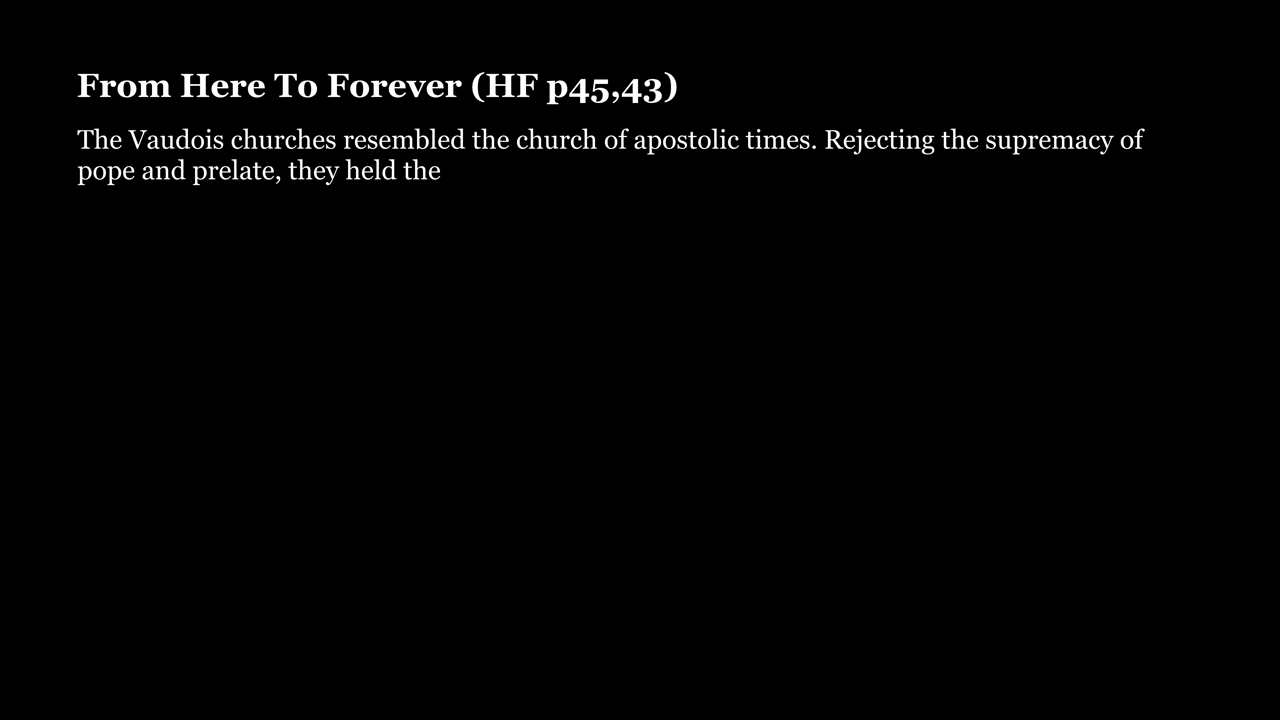 From Here To Forever (HF p45,43)
The Vaudois churches resembled the church of apostolic times. Rejecting the supremacy of
pope and prelate, they held the